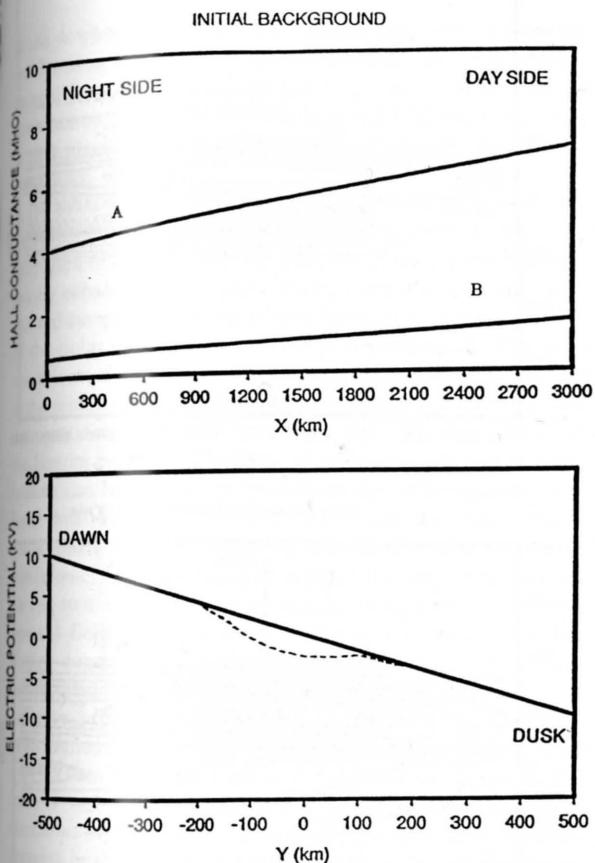 INITIAL BACKGROUND
10
NIGHT SIDE
DAY SIDE
8
6
A
4
B
2
0
0 300 600 900 1200 1500 1800 2100 2400 2700 3000
HALL CONDUCTANCE (MHO)
X (km)
20
15
DAWN
10
5
0
-5
-10
DUSK
-15
-20
-500 -400 -300 -200 -100 0 100 200 300 400 500
ELECTRIC POTENTIAL (KV)
Y (km)